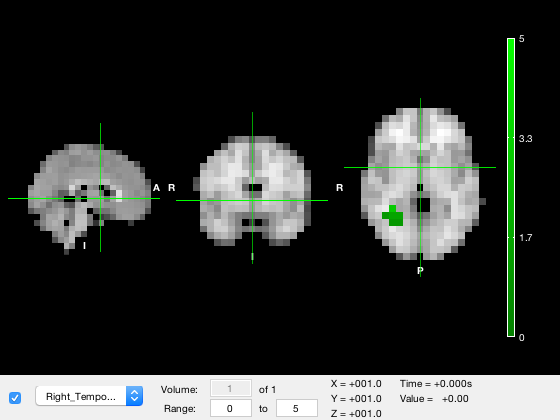 5
3.3
1.7
0
A R
R
I
I
P
Right_Tempo...
Volume: 1 of 1
Range: 0 to 5
X = +001.0 Time = +0.000s
Y = +001.0 Value = +0.00
Z = +001.0